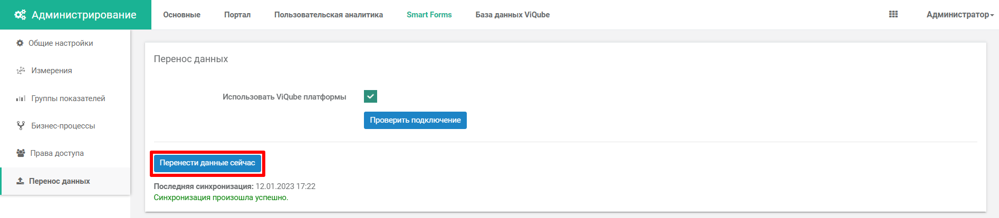 Администрирование
Основные
Портал
Пользовательская аналитика
Smart Forms
База данных ViQube
Администратор
Общие настройки
Измерения
Группы показателей
Бизнес-процессы
Права доступа
Перенос данных
Перенос данных
Использовать ViQube платформы
Проверить подключение
Перенести данные сейчас
Последняя синхронизация: 12.01.2023 17:22
Синхронизация произошла успешно.